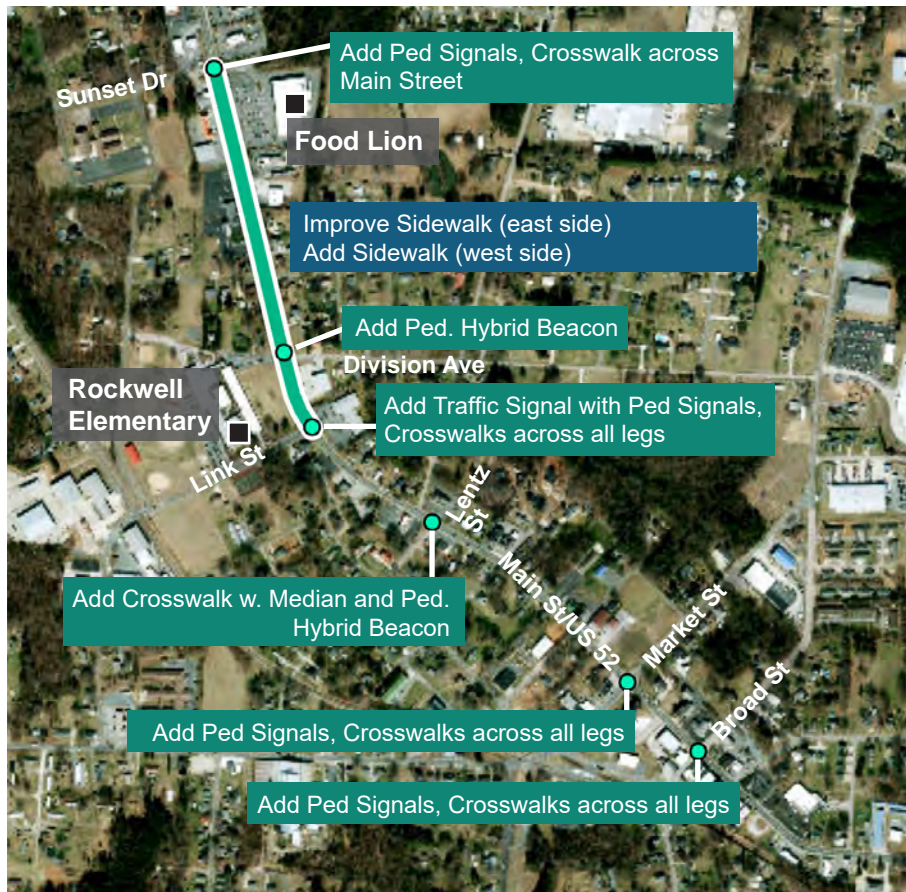 Add Ped Signals, Crosswalk across
Main Street
Sunset Dr
Food Lion
Improve Sidewalk (east side)
Add Sidewalk (west side)
Add Ped. Hybrid Beacon
Division Ave
Rockwell
Elementary
Add Traffic Signal with Ped Signals,
Crosswalks across all legs
Link St
Lentz
St
Main St/US 52
Add Crosswalk w. Median and Ped.
Hybrid Beacon
Market St
Broad St
Add Ped Signals, Crosswalks across all legs
Add Ped Signals, Crosswalks across all legs